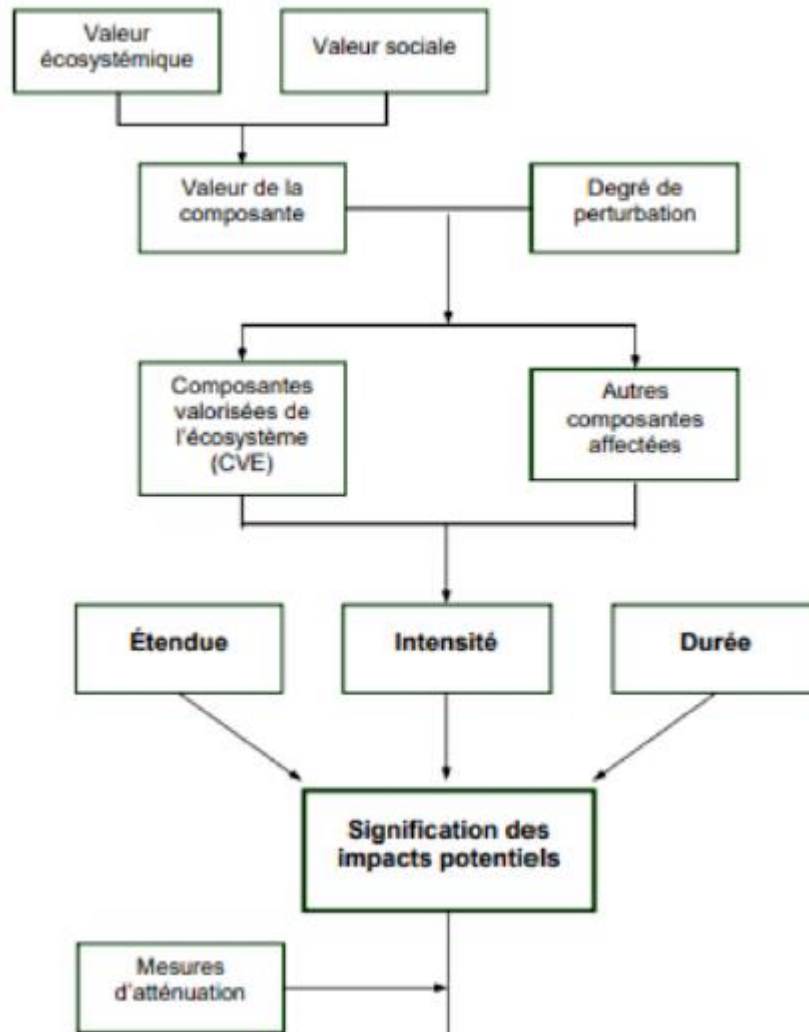 Valeur
écosystémique
Valeur sociale
Valeur de la
composante
Degré de
perturbation
Composantes
valorisées de
l'écosystème
(CVE)
Autres
composantes
affectées
Étendue
Intensité
Durée
Signification des
impacts potentiels
Mesures
d'atténuation